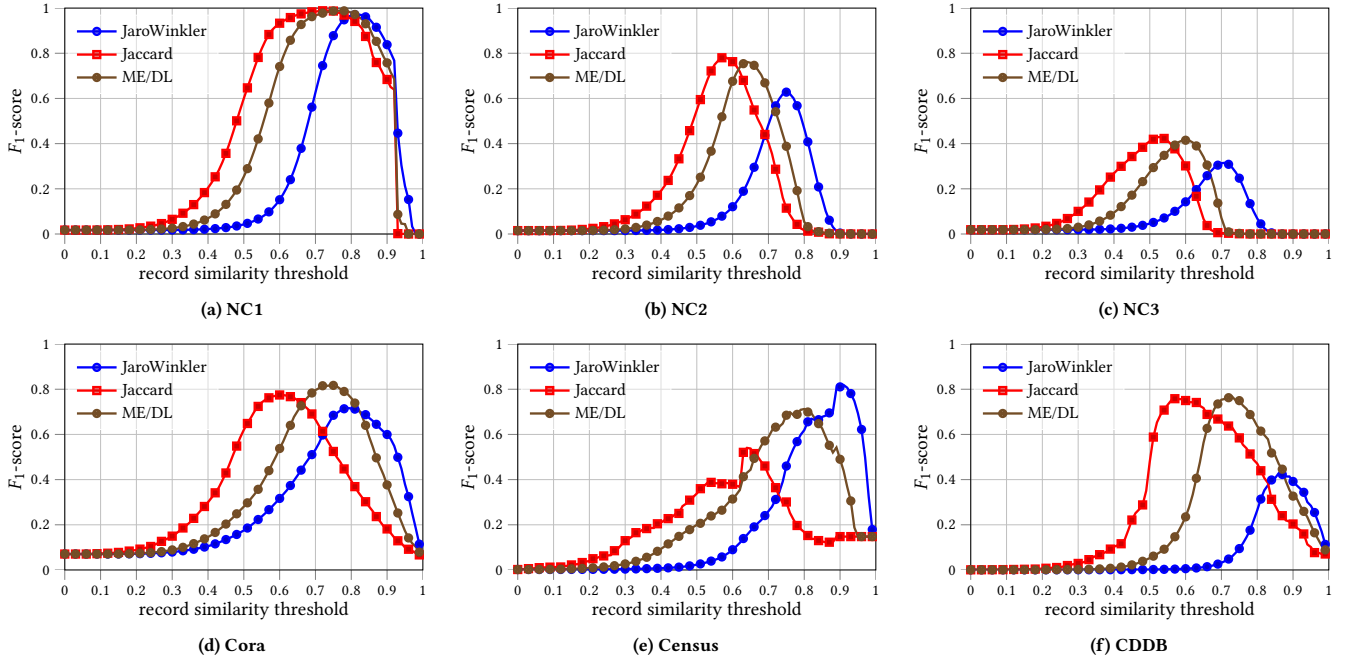 1
0.8
0.6
0.4
0.2
0
F1-score
JaroWinkler
Jaccard
ME/DL
0 0.1 0.2 0.3 0.4 0.5 0.6 0.7 0.8 0.9 1
record similarity threshold
(a) NC1
1
0.8
0.6
0.4
0.2
0
F1-score
JaroWinkler
Jaccard
ME/DL
0 0.1 0.2 0.3 0.4 0.5 0.6 0.7 0.8 0.9 1
record similarity threshold
(b) NC2
1
0.8
0.6
0.4
0.2
0
F1-score
JaroWinkler
Jaccard
ME/DL
0 0.1 0.2 0.3 0.4 0.5 0.6 0.7 0.8 0.9 1
record similarity threshold
(c) NC3
1
0.8
0.6
0.4
0.2
0
F1-score
JaroWinkler
Jaccard
ME/DL
0 0.1 0.2 0.3 0.4 0.5 0.6 0.7 0.8 0.9 1
record similarity threshold
(d) Cora
1
0.8
0.6
0.4
0.2
0
F1-score
JaroWinkler
Jaccard
ME/DL
0 0.1 0.2 0.3 0.4 0.5 0.6 0.7 0.8 0.9 1
record similarity threshold
(e) Census
1
0.8
0.6
0.4
0.2
0
F1-score
JaroWinkler
Jaccard
ME/DL
0 0.1 0.2 0.3 0.4 0.5 0.6 0.7 0.8 0.9 1
record similarity threshold
(f) CDDB